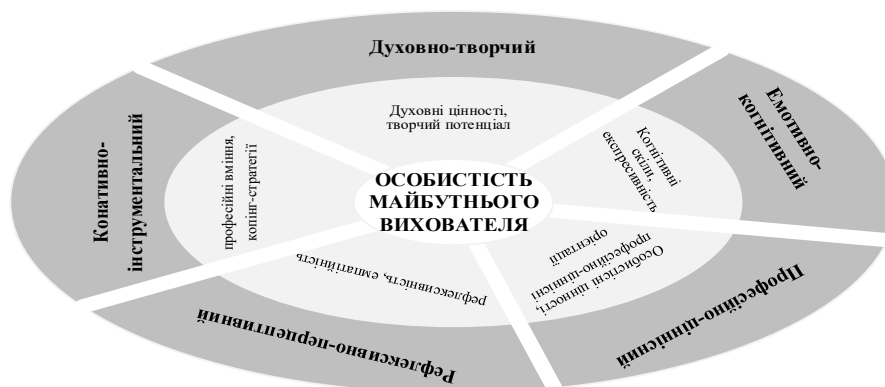 Духовно-творчий
Духовні цінності,
творчий потенціал
Емотивно-
когнітивний
Когнітивні
скіли,
експресивність
Професійно-ціннісний
Особистісні цінності,
професійно-ціннісні
орієнтації
Рефлексивно-перцептивний
рефлексивність, емпатійність
Конативно-
інструментальний
професійні вміння,
копінг-стратегії
ОСОБИСТІСТЬ
МАЙБУТНЬОГО
ВИХОВАТЕЛЯ